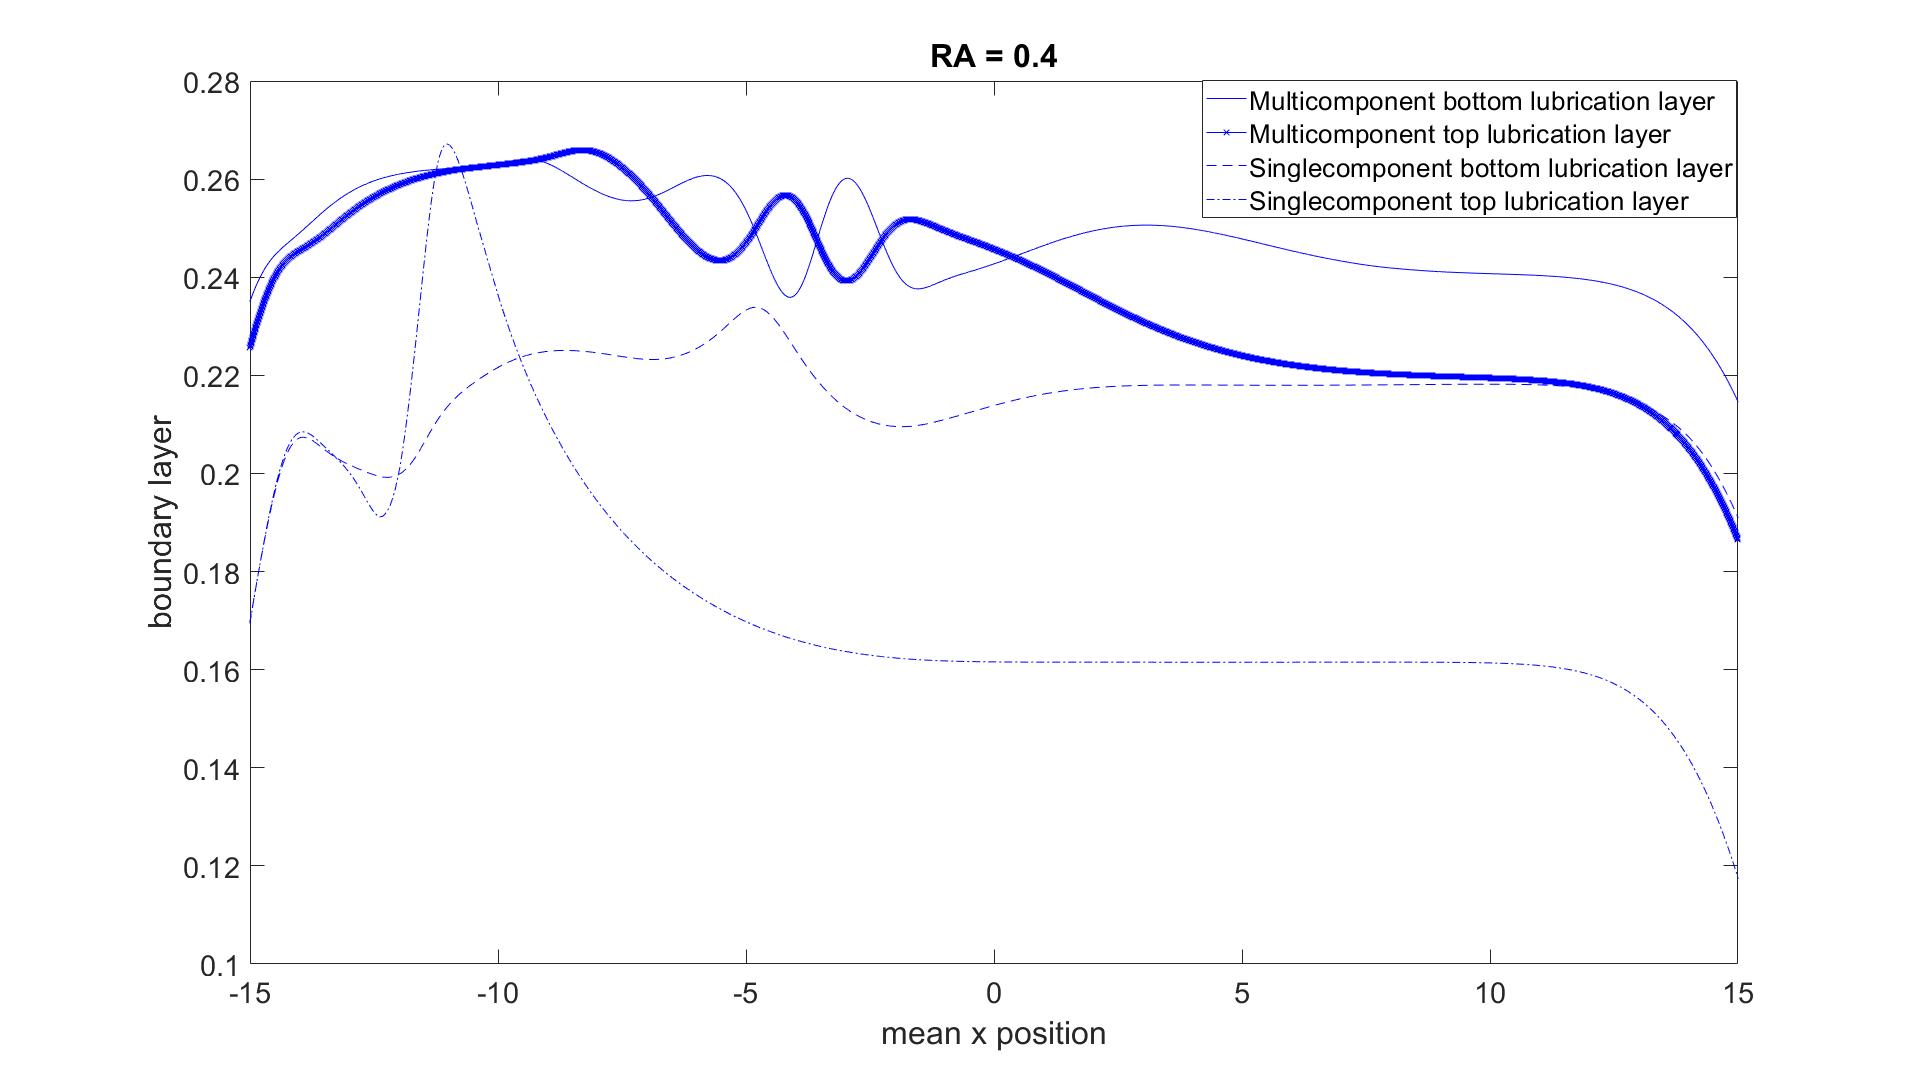 RA = 0.4
0.28
0.26
0.24
0.22
0.2
0.18
0.16
0.14
0.12
0.1
boundary layer
Multicomponent bottom lubrication layer
Multicomponent top lubrication layer
Singlecomponent bottom lubrication layer
Singlecomponent top lubrication layer
-15 -10 -5 0 5 10 15
mean x position